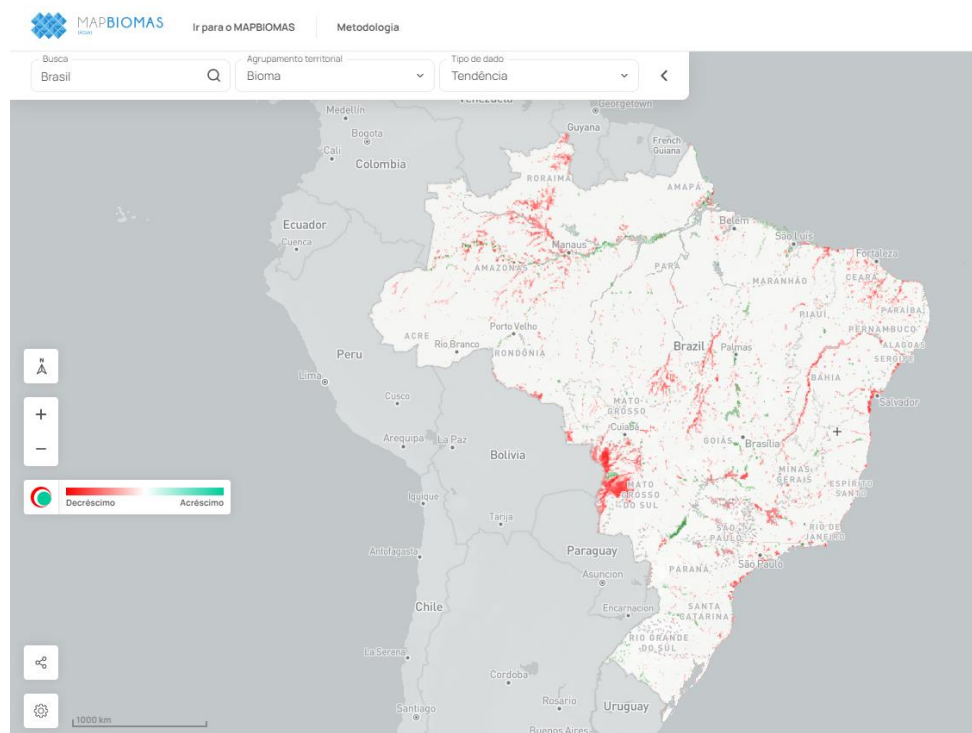 MAPBIOMAS
Ir para o MAPBIOMAS
Metodologia
Busca
Brasil
Agrupamento territorial
Bioma
Tipo de dado
Tendência
Georgetown
Medellín
Guyana
Bogota
French
Guiana
Cali
Colombia
RORAIMA
AMAPÁ
Ecuador
Belém
São Luís
Cuenca
Manaus
Fortaleza
AMAZONAS
PARÁ
CEARÁ
MARANHÃO
PIAUÍ
PARAÍBA
Porto Velho
PERNAMBUCO
ACRE
Rio Branco
Brazil
Palmas
ALAGOAS
Peru
RONDÔNIA
SERGIPE
N
Lima
BAHIA
Cusco
MATO
GROSSO
Salvador
Cuiabá
Arequipa
La Paz
GOIÁS
Brasília
Bolivia
MINAS
GERAIS
ESPÍRITO
SANTO
MATO
GROSSO
DO SUL
Decréscimo
Acréscimo
Iquique
Tarija
SÃO
PAULO
RIO DE
JANEIRO
Antofagasta
Paraguay
São Paulo
PARANÁ
Asuncion
Chile
Encarnacion
SANTA
CATARINA
RIO GRANDE
DO SUL
La Serena
Cordoba
Rosario
Uruguay
Santiago
1000 km
Buenos Aires